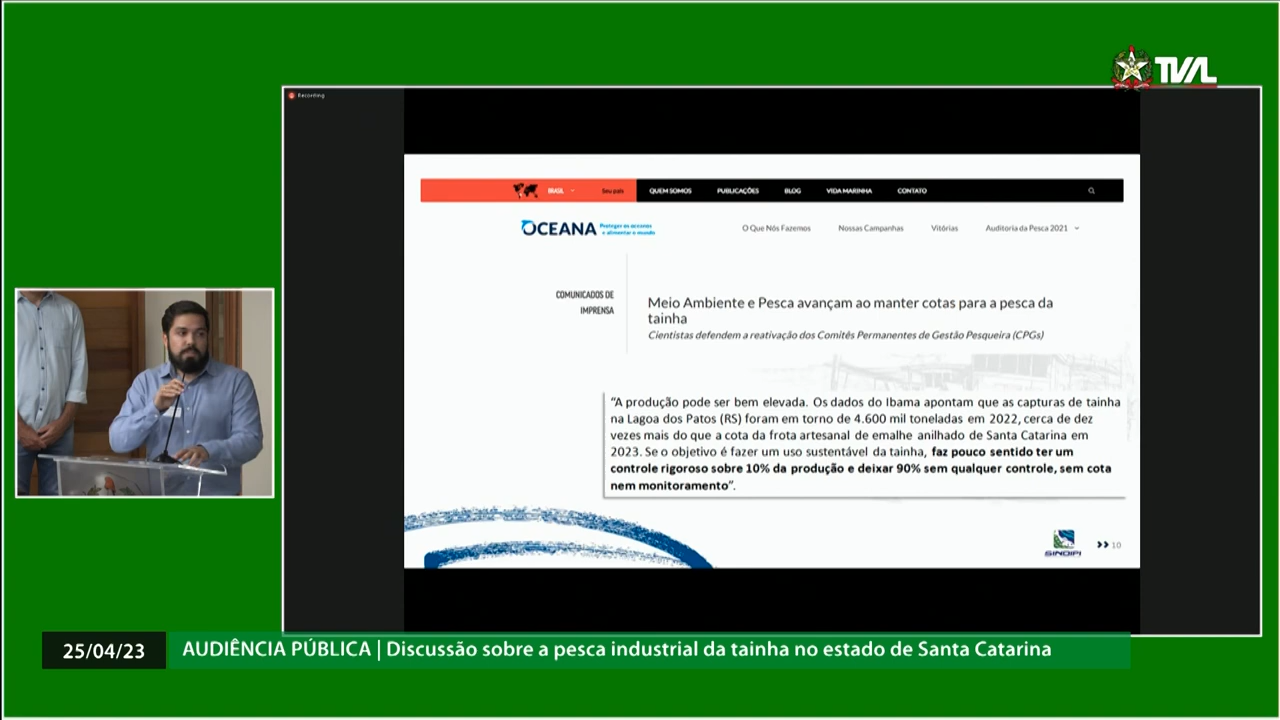 TVAL
Recording
BRASIL
Seu país
QUEM SOMOS
PUBLICAÇÕES
BLOG
VIDA MARINHA
CONTATO
OCEANA
Proteger os oceanos
e alimentar o mundo
O Que Nós Fazemos
Nossas Campanhas
Vitórias
Auditoria da Pesca 2021
COMUNICADOS DE
IMPRENSA
Meio Ambiente e Pesca avançam ao manter cotas para a pesca da
tainha
Cientistas defendem a reativação dos Comitês Permanentes de Gestão Pesqueira (CPGs)
“A produção pode ser bem elevada. Os dados do Ibama apontam que as capturas de tainha
na Lagoa dos Patos (RS) foram em torno de 4.600 mil toneladas em 2022, cerca de dez
vezes mais do que a cota da frota artesanal de emalhe anilhado de Santa Catarina em
2023. Se o objetivo é fazer um uso sustentável da tainha, faz pouco sentido ter um
controle rigoroso sobre 10% da produção e deixar 90% sem qualquer controle, sem cota
nem monitoramento”.
SINDIPI
10
25/04/23
AUDIÊNCIA PÚBLICA | Discussão sobre a pesca industrial da tainha no estado de Santa Catarina